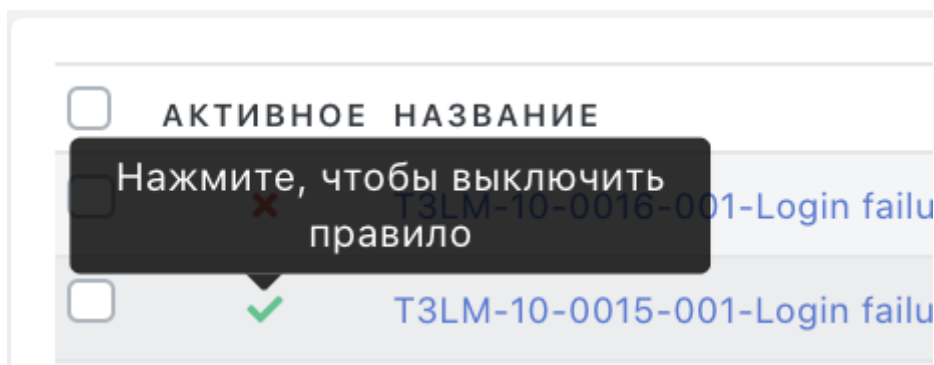 АКТИВНОЕ НАЗВАНИЕ
Нажмите, чтобы выключить
правило
T3LM-10-0016-001-Login failu
T3LM-10-0015-001-Login failu